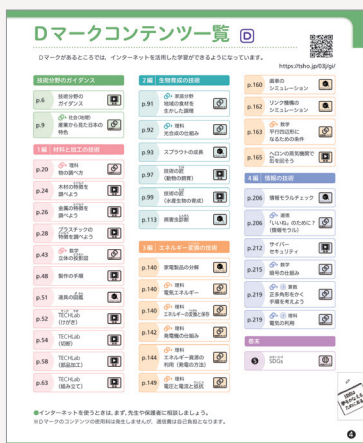 Dマークコンテンツ一覧 D
Dマークがあるところでは、インターネットを活用した学習ができるようになっています。
https://tsho.jp/03j/gi/
技術分野のガイダンス
p.6 技術分野のガイダンス
p.9 社会(地理)
産業から見た日本の特色
1編 材料と加工の技術
p.20 理科
物の調べ方
p.24 木材の特徴を調べよう
p.26 金属の特徴を調べよう
p.28 プラスチックの特徴を調べよう
p.43 数学
立体の投影図
p.48 製作の手順
p.51 道具の図鑑
p.52 TECHLab
(けがき)
p.54 TECHLab
(切断)
p.58 TECHLab
(部品加工)
p.63 TECHLab
(組み立て)
2編 生物育成の技術
p.91 家庭分野
地域の食材を生かした調理
p.92 理科
光合成の仕組み
p.93 スプラウトの成長
p.97 技術の匠
(動物の飼育)
p.99 技術の匠
(水産生物の育成)
p.113 病害虫診断
3編 エネルギー変換の技術
p.140 家電製品の分解
p.140 理科
電気エネルギー
p.140 理科
エネルギーの変換と保存
p.142 理科
発電機の仕組み
p.144 理科
エネルギー資源の利用(発電の方法)
p.149 理科
電圧と電流と抵抗
p.160 歯車のシミュレーション
p.162 リンク機構のシミュレーション
p.163 数学
平行四辺形になるための条件
p.165 ヘロンの蒸気機関で缶を回そう
4編 情報の技術
p.206 情報モラルチェック
p.206 道徳
「いいね」のために?
(情報モラル)
p.212 サイバーセキュリティ
p.215 数学
暗号の仕組み
p.219 算数
正多角形をかく手順を考えよう
p.219 理科
電気の利用
巻末
5 SDGs
●インターネットを使うときは、まず、先生や保護者に相談しましょう。
※Dマークのコンテンツの使用料は発生しませんが、通信費は自己負担となります。